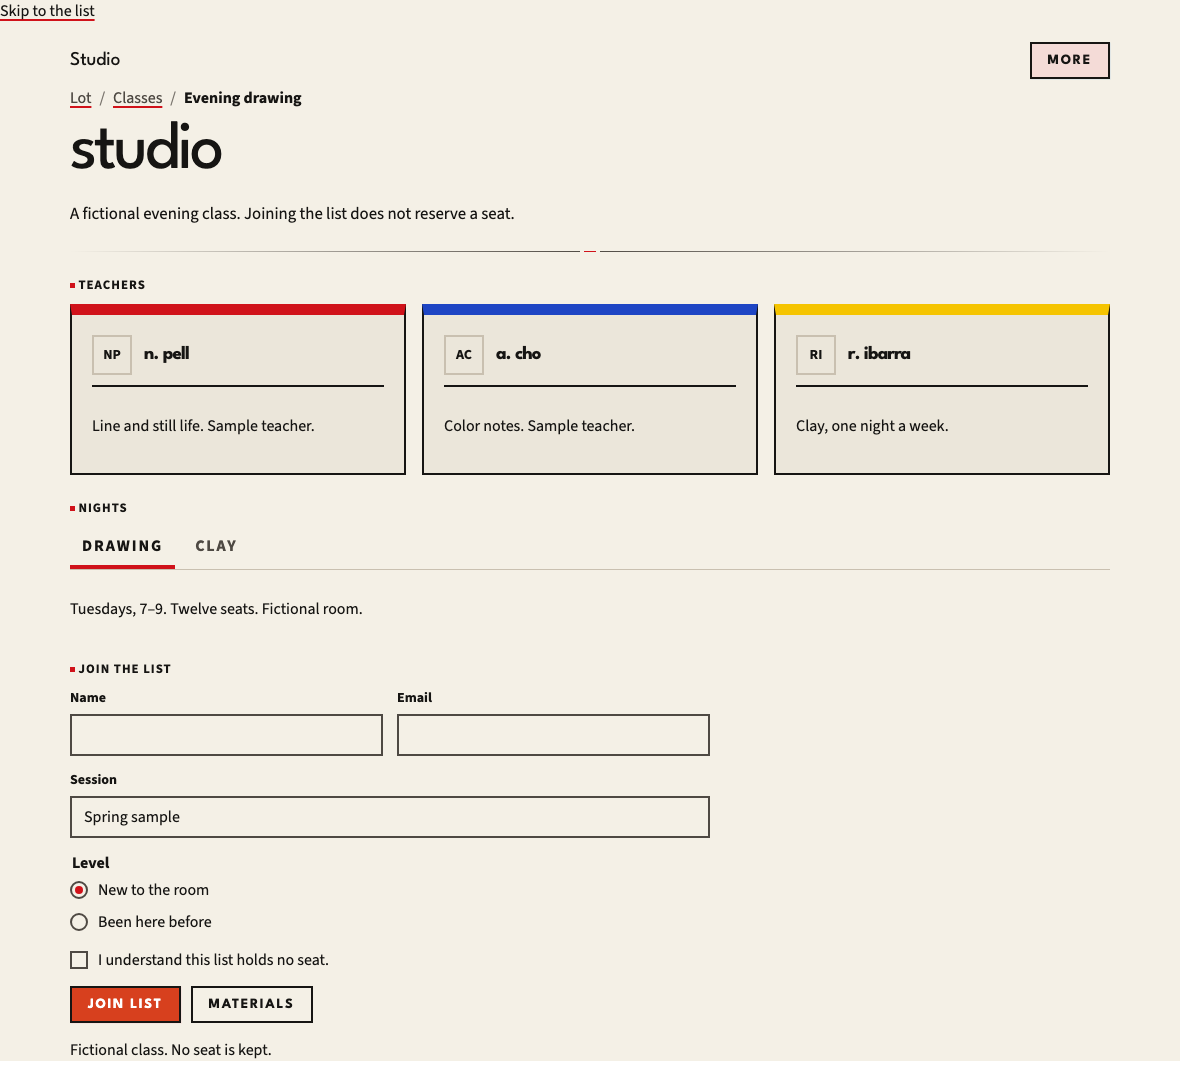 Skip to the list
Studio
MORE
Lot / Classes / Evening drawing
studio
A fictional evening class. Joining the list does not reserve a seat.
TEACHERS
NP n. pell
Line and still life. Sample teacher.
AC a. cho
Color notes. Sample teacher.
RI r. ibarra
Clay, one night a week.
NIGHTS
DRAWING CLAY
Tuesdays, 7–9. Twelve seats. Fictional room.
JOIN THE LIST
Name Email
Session
Spring sample
Level
New to the room
Been here before
I understand this list holds no seat.
JOIN LIST MATERIALS
Fictional class. No seat is kept.